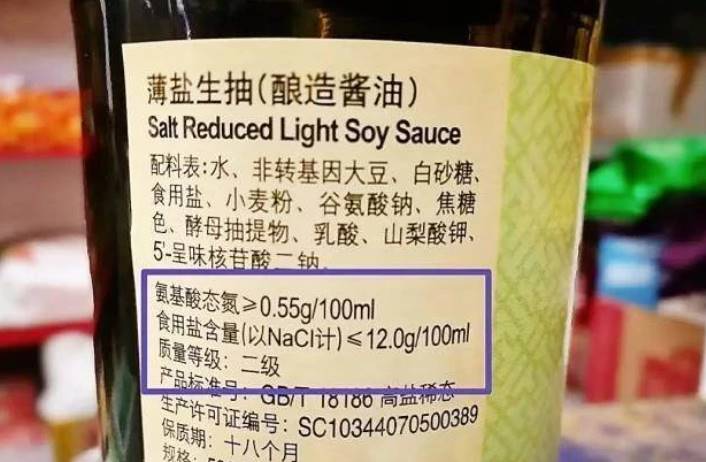 薄盐生抽(酿造酱油)
Salt Reduced Light Soy Sauce
配料表:水、非转基因大豆、白砂糖、
食用盐、小麦粉、谷氨酸钠、焦糖
色、酵母抽提物、乳酸、山梨酸钾、
5'-呈味核苷酸二钠。
氨基酸态氮≥0.55g/100ml
食用盐含量(以NaCl计)≤12.0g/100ml
质量等级:二级
产品标准号:GB/T 18186 高盐稀态
生产许可证编号:SC10344070500389
保质期:十八个月
规格: